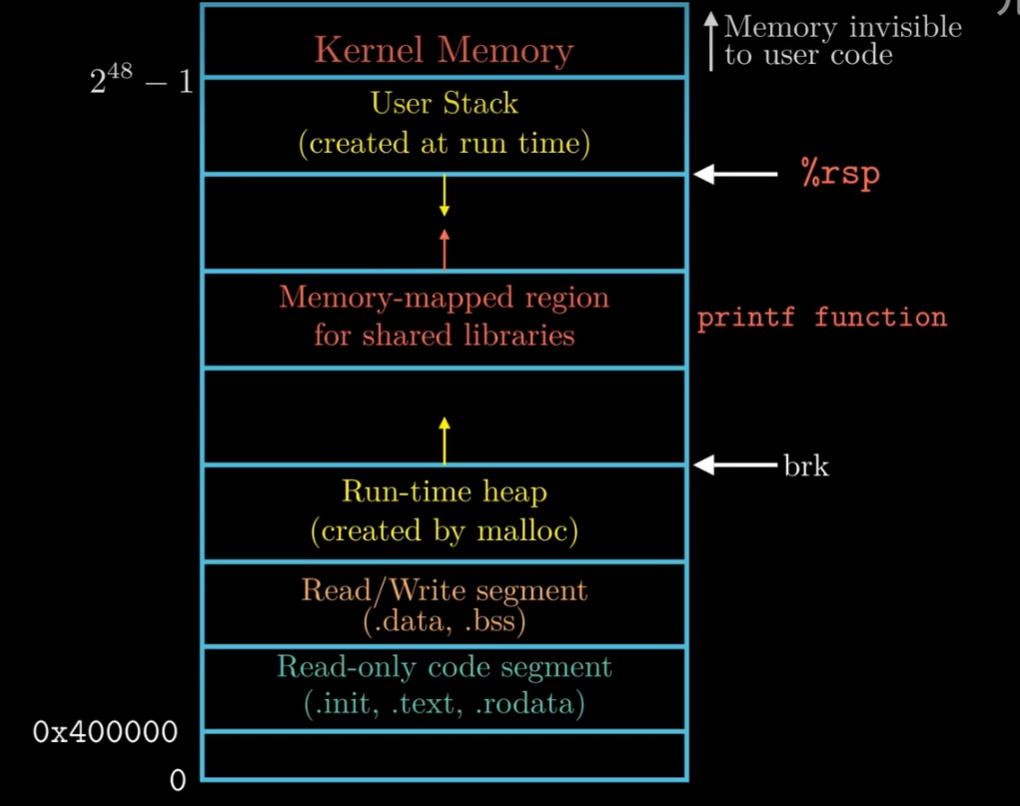 Memory invisible
to user code
Kernel Memory
2^48 − 1
User Stack
(created at run time)
%rsp
Memory-mapped region
for shared libraries
printf function
brk
Run-time heap
(created by malloc)
Read/Write segment
(.data, .bss)
Read-only code segment
(.init, .text, .rodata)
0x400000
0